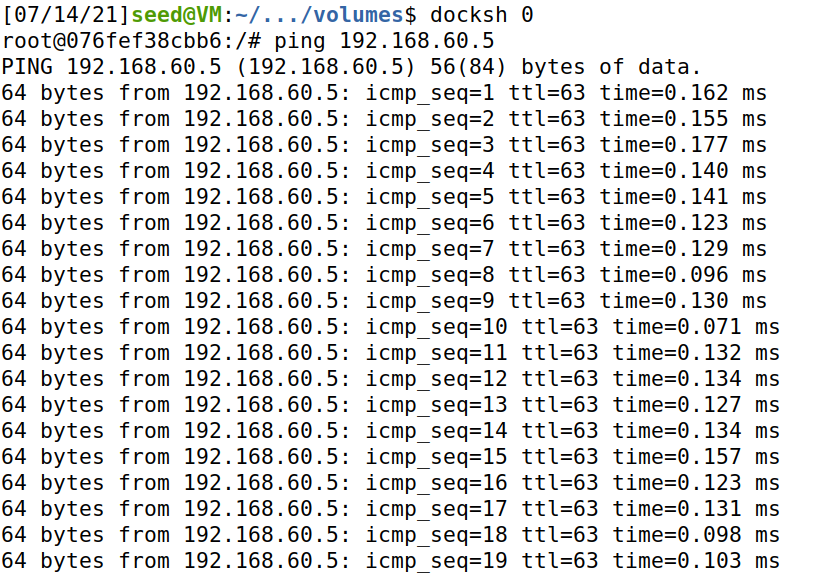 [07/14/21]seed@VM:~/.../volumes$ docksh 0
root@076fef38cbb6:/# ping 192.168.60.5
PING 192.168.60.5 (192.168.60.5) 56(84) bytes of data.
64 bytes from 192.168.60.5: icmp_seq=1 ttl=63 time=0.162 ms
64 bytes from 192.168.60.5: icmp_seq=2 ttl=63 time=0.155 ms
64 bytes from 192.168.60.5: icmp_seq=3 ttl=63 time=0.177 ms
64 bytes from 192.168.60.5: icmp_seq=4 ttl=63 time=0.140 ms
64 bytes from 192.168.60.5: icmp_seq=5 ttl=63 time=0.141 ms
64 bytes from 192.168.60.5: icmp_seq=6 ttl=63 time=0.123 ms
64 bytes from 192.168.60.5: icmp_seq=7 ttl=63 time=0.129 ms
64 bytes from 192.168.60.5: icmp_seq=8 ttl=63 time=0.096 ms
64 bytes from 192.168.60.5: icmp_seq=9 ttl=63 time=0.130 ms
64 bytes from 192.168.60.5: icmp_seq=10 ttl=63 time=0.071 ms
64 bytes from 192.168.60.5: icmp_seq=11 ttl=63 time=0.132 ms
64 bytes from 192.168.60.5: icmp_seq=12 ttl=63 time=0.134 ms
64 bytes from 192.168.60.5: icmp_seq=13 ttl=63 time=0.127 ms
64 bytes from 192.168.60.5: icmp_seq=14 ttl=63 time=0.134 ms
64 bytes from 192.168.60.5: icmp_seq=15 ttl=63 time=0.157 ms
64 bytes from 192.168.60.5: icmp_seq=16 ttl=63 time=0.123 ms
64 bytes from 192.168.60.5: icmp_seq=17 ttl=63 time=0.131 ms
64 bytes from 192.168.60.5: icmp_seq=18 ttl=63 time=0.098 ms
64 bytes from 192.168.60.5: icmp_seq=19 ttl=63 time=0.103 ms